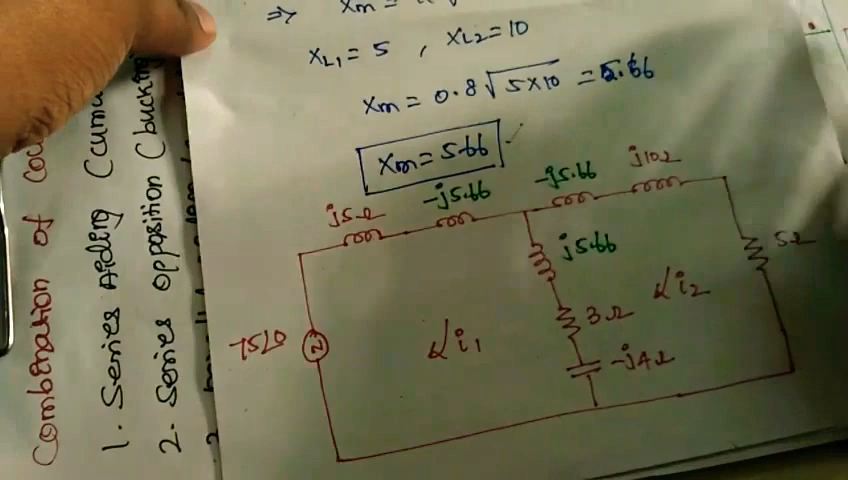 ⇒ Xm =
XL1 = 5 , XL2 = 10
Xm = 0.8 √5×10 = 5.66
Xm = 5.66
j5Ω -j5.66 -j5.66 j10Ω
j5.66 5Ω
3Ω
-j4Ω
75∠0 i1 i2
Combination of
1. Series Aiding (cumu
2. Series opposition (bucking